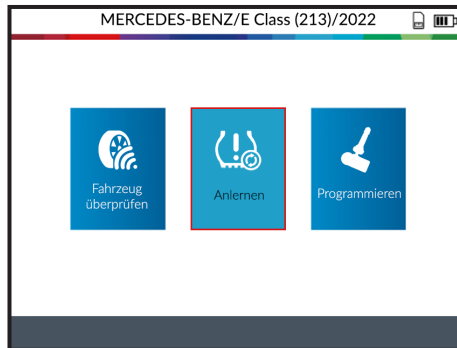 MERCEDES-BENZ/E Class (213)/2022
Fahrzeug
überprüfen
Anlernen
Programmieren